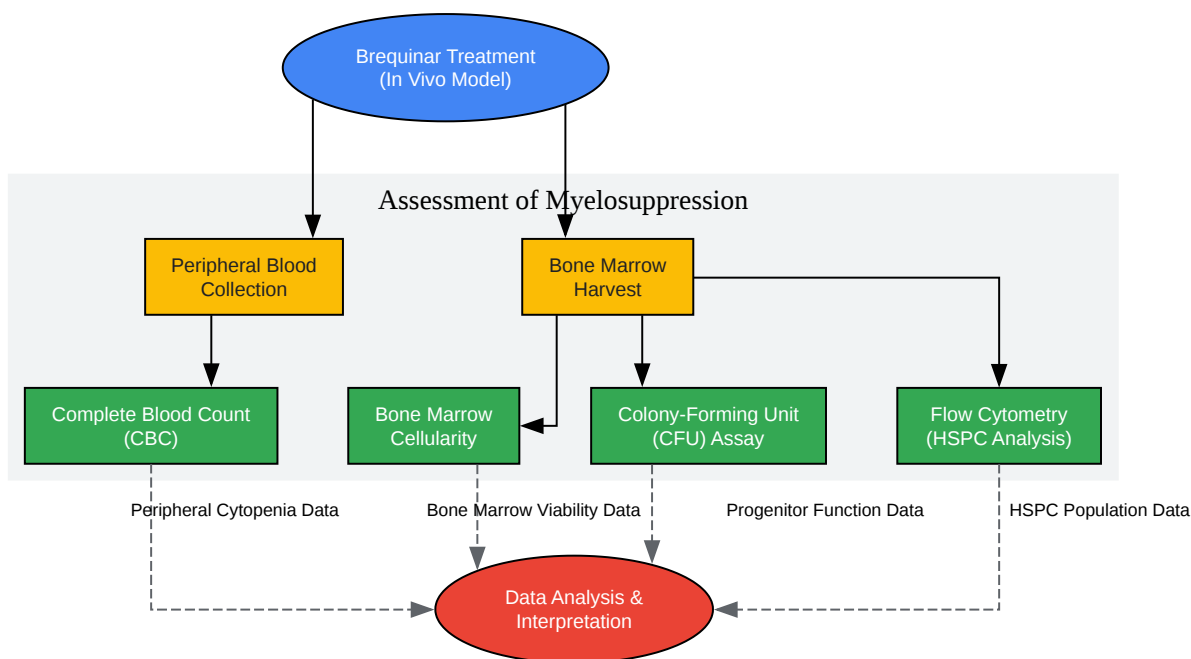 Brequinar Treatment
(In Vivo Model)
Assessment of Myelosuppression
Peripheral Blood
Collection
Bone Marrow
Harvest
Complete Blood Count
(CBC)
Bone Marrow
Cellularity
Colony-Forming Unit
(CFU) Assay
Flow Cytometry
(HSPC Analysis)
Peripheral Cytopenia Data
Bone Marrow Viability Data
Progenitor Function Data
HSPC Population Data
Data Analysis &
Interpretation